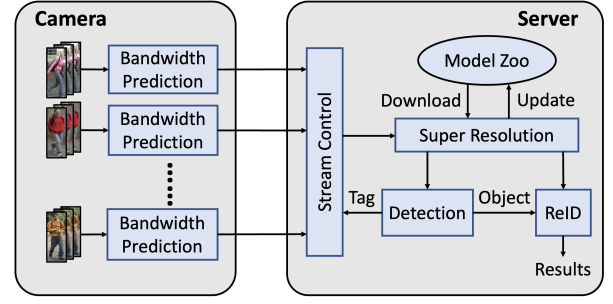 Camera
Server
Bandwidth
Prediction
Bandwidth
Prediction
Bandwidth
Prediction
Stream Control
Model Zoo
Download
Update
Super Resolution
Tag
Detection
Object
ReID
Results